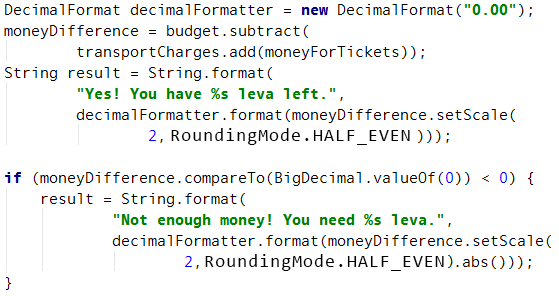 DecimalFormat decimalFormatter = new DecimalFormat("0.00");
moneyDifference = budget.subtract(
        transportCharges.add(moneyForTickets));
String result = String.format(
        "Yes! You have %s leva left.",
        decimalFormatter.format(moneyDifference.setScale(
                2,RoundingMode.HALF_EVEN )));

if (moneyDifference.compareTo(BigDecimal.valueOf(0)) < 0) {
    result = String.format(
            "Not enough money! You need %s leva.",
            decimalFormatter.format(moneyDifference.setScale(
                    2,RoundingMode.HALF_EVEN).abs()));
}